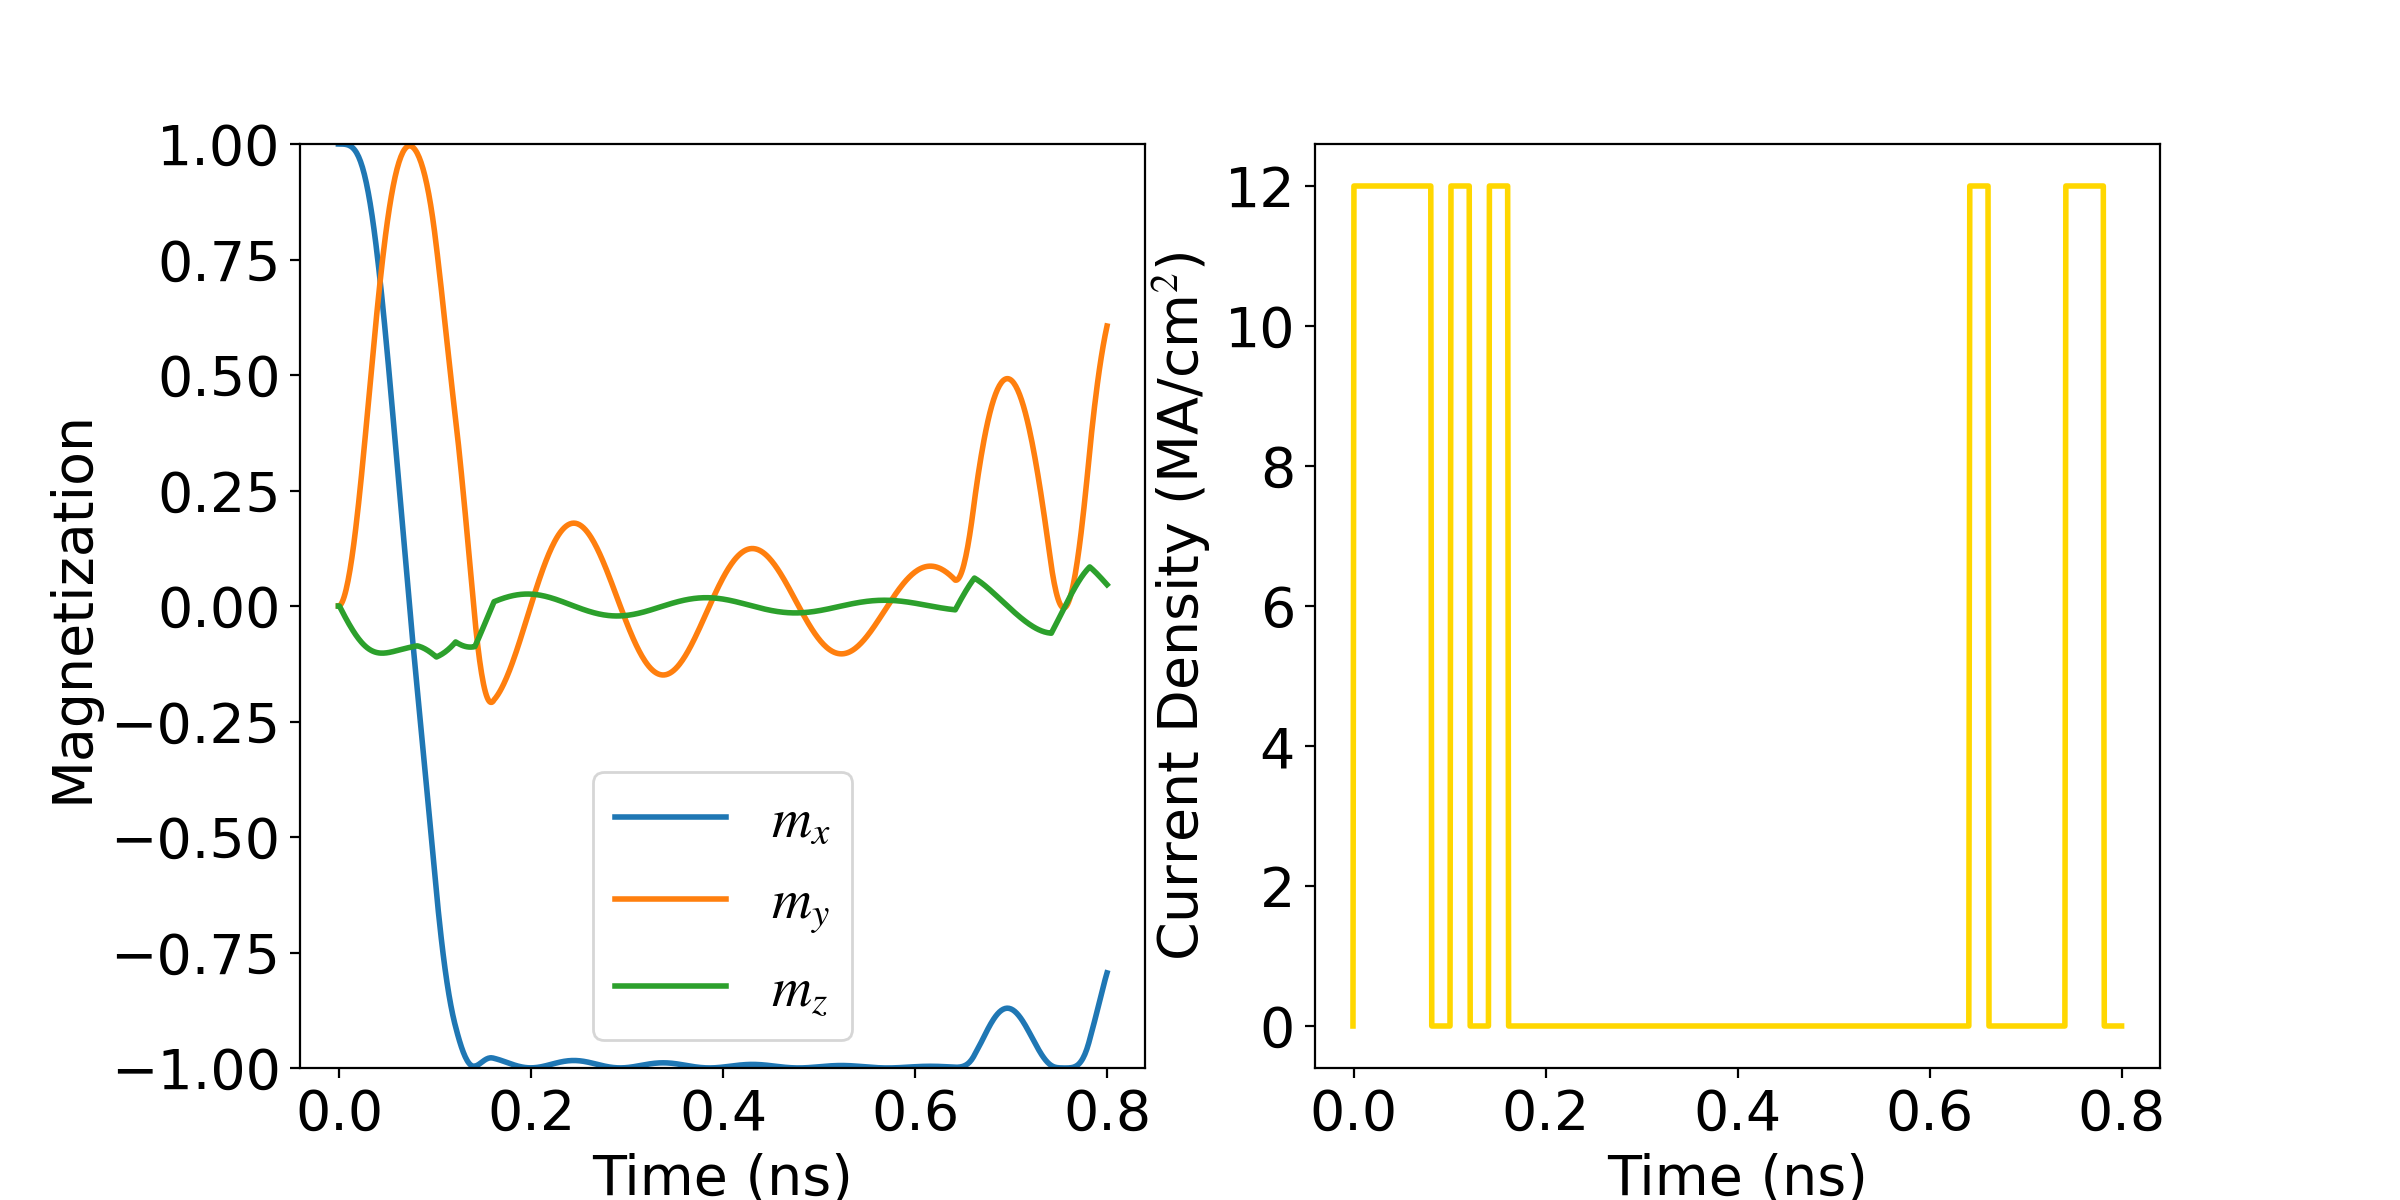 Magnetization
1.00
0.75
0.50
0.25
0.00
−0.25
−0.50
−0.75
−1.00
0.0 0.2 0.4 0.6 0.8
Time (ns)
m_x
m_y
m_z
Current Density (MA/cm²)
12
10
8
6
4
2
0
0.0 0.2 0.4 0.6 0.8
Time (ns)